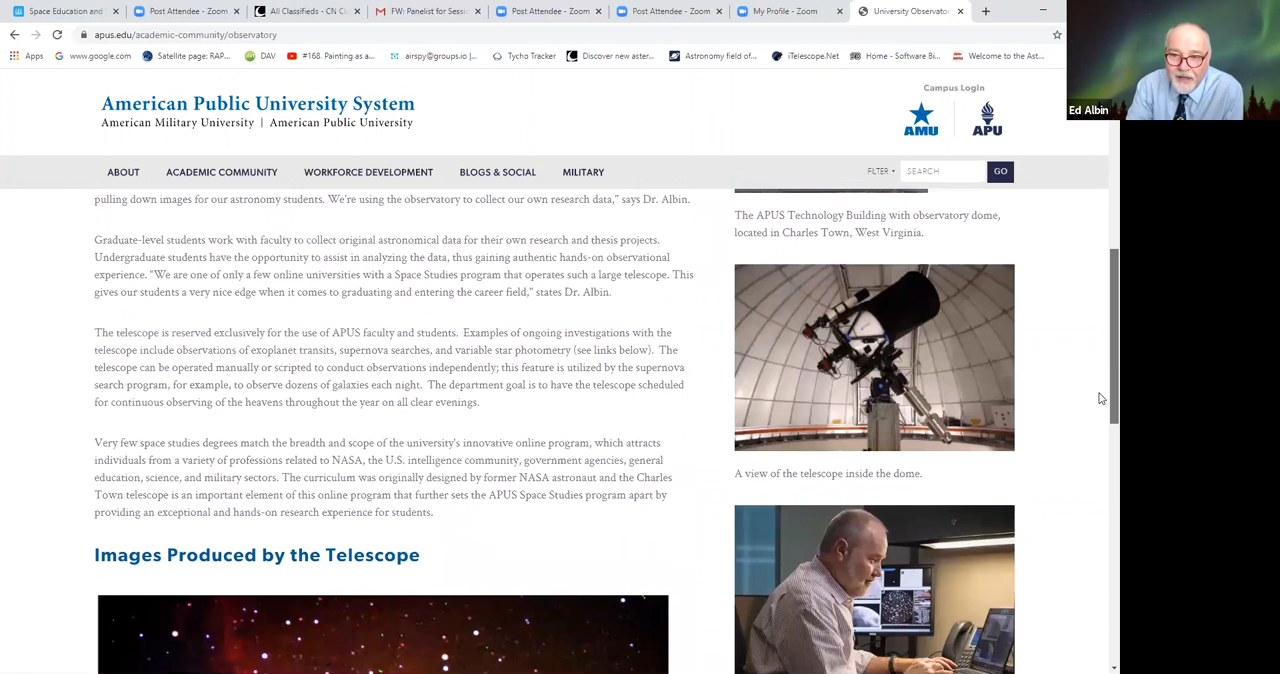 Space Education and
Post Attendee - Zoom
All Classifieds - CN Cl
FW: Panelist for Sessi
Post Attendee - Zoom
Post Attendee - Zoom
My Profile - Zoom
University Observato
apus.edu/academic-community/observatory
Apps
www.google.com
Satellite page: RAP...
DAV
#168. Painting as a...
airspy@groups.io |...
Tycho Tracker
Discover new aster...
Astronomy field of...
iTelescope.Net
Home - Software Bi...
Welcome to the Ast...
Ed Albin
American Public University System
American Military University | American Public University
Campus Login
AMU
APU
ABOUT
ACADEMIC COMMUNITY
WORKFORCE DEVELOPMENT
BLOGS & SOCIAL
MILITARY
FILTER
SEARCH
GO
pulling down images for our astronomy students. We're using the observatory to collect our own research data," says Dr. Albin.
Graduate-level students work with faculty to collect original astronomical data for their own research and thesis projects.
Undergraduate students have the opportunity to assist in analyzing the data, thus gaining authentic hands-on observational
experience. "We are one of only a few online universities with a Space Studies program that operates such a large telescope. This
gives our students a very nice edge when it comes to graduating and entering the career field," states Dr. Albin.
The telescope is reserved exclusively for the use of APUS faculty and students. Examples of ongoing investigations with the
telescope include observations of exoplanet transits, supernova searches, and variable star photometry (see links below). The
telescope can be operated manually or scripted to conduct observations independently; this feature is utilized by the supernova
search program, for example, to observe dozens of galaxies each night. The department goal is to have the telescope scheduled
for continuous observing of the heavens throughout the year on all clear evenings.
Very few space studies degrees match the breadth and scope of the university's innovative online program, which attracts
individuals from a variety of professions related to NASA, the U.S. intelligence community, government agencies, general
education, science, and military sectors. The curriculum was originally designed by former NASA astronaut and the Charles
Town telescope is an important element of this online program that further sets the APUS Space Studies program apart by
providing an exceptional and hands-on research experience for students.
Images Produced by the Telescope
The APUS Technology Building with observatory dome,
located in Charles Town, West Virginia.
A view of the telescope inside the dome.